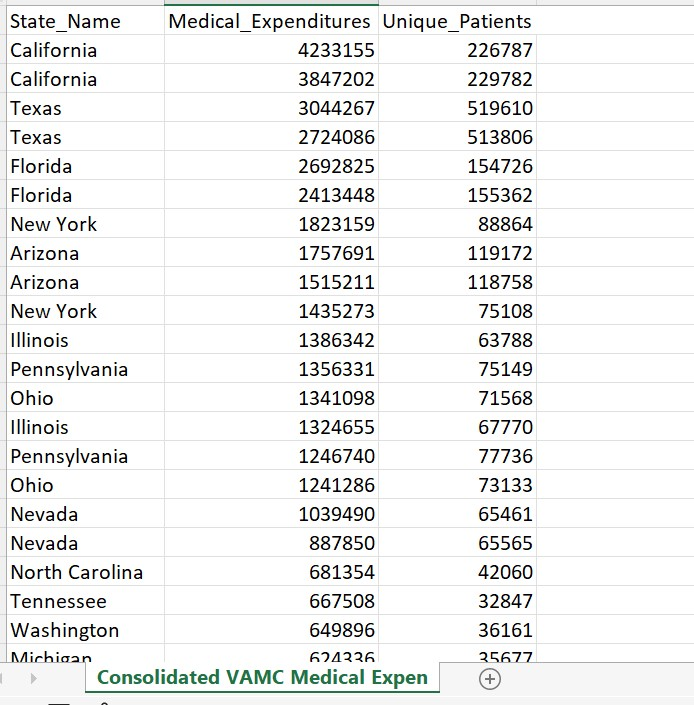 State_Name Medical_Expenditures Unique_Patients
California 4233155 226787
California 3847202 229782
Texas 3044267 519610
Texas 2724086 513806
Florida 2692825 154726
Florida 2413448 155362
New York 1823159 88864
Arizona 1757691 119172
Arizona 1515211 118758
New York 1435273 75108
Illinois 1386342 63788
Pennsylvania 1356331 75149
Ohio 1341098 71568
Illinois 1324655 67770
Pennsylvania 1246740 77736
Ohio 1241286 73133
Nevada 1039490 65461
Nevada 887850 65565
North Carolina 681354 42060
Tennessee 667508 32847
Washington 649896 36161
Michigan 624336 35677
Consolidated VAMC Medical Expen